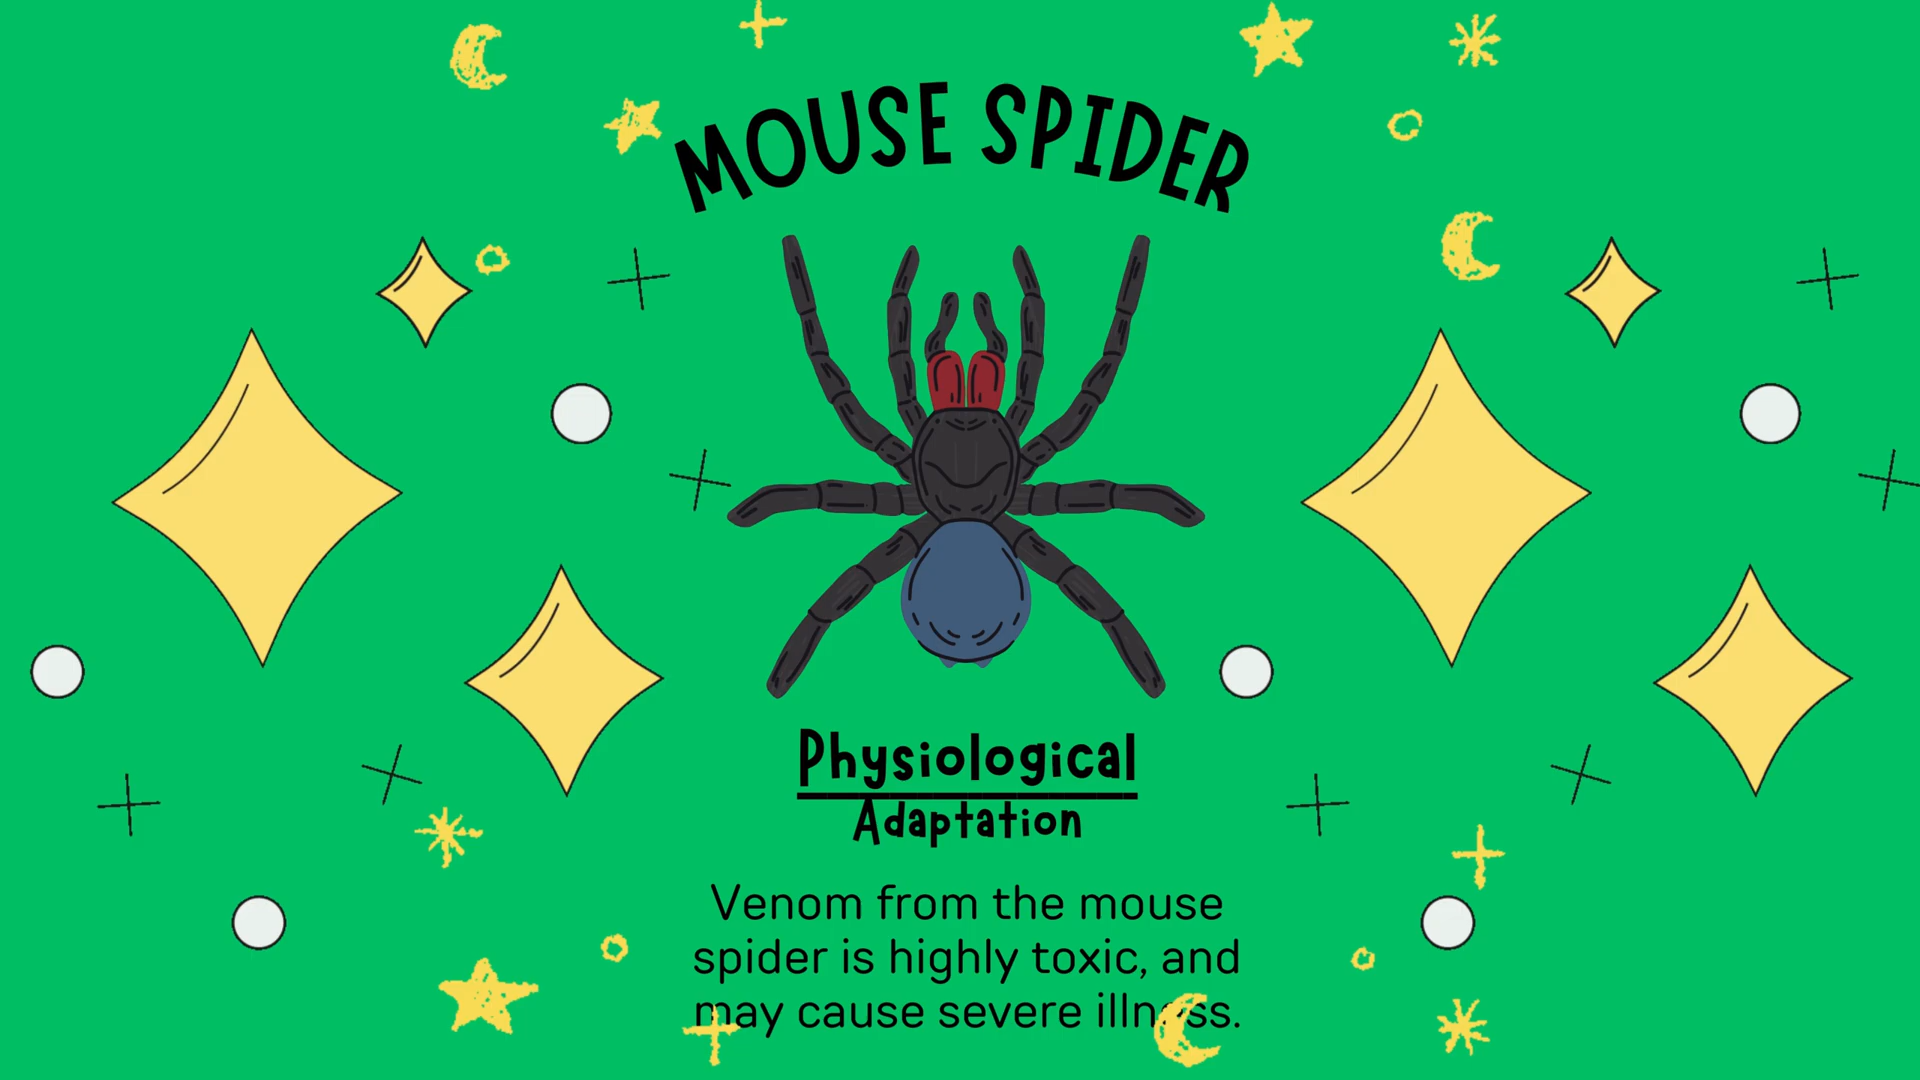 MOUSE SPIDER
Physiological
Adaptation
Venom from the mouse
spider is highly toxic, and
may cause severe illness.